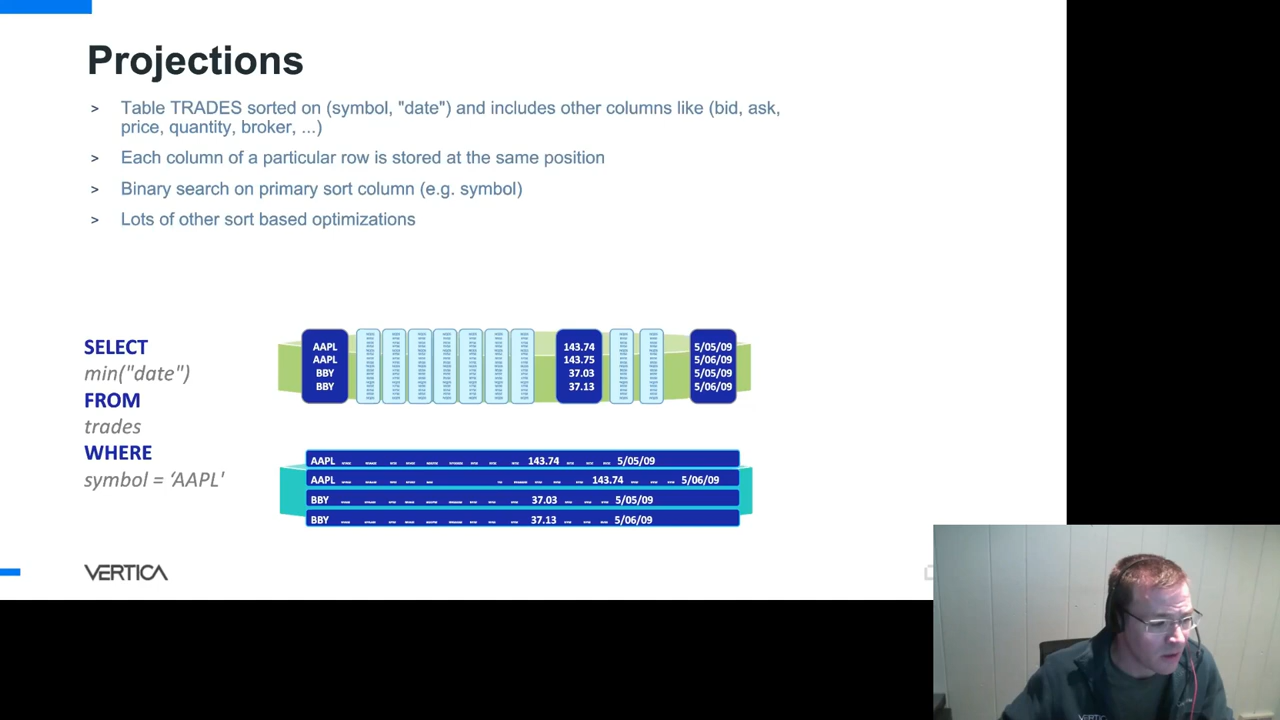 Projections
> Table TRADES sorted on (symbol, "date") and includes other columns like (bid, ask,
price, quantity, broker, ...)
> Each column of a particular row is stored at the same position
> Binary search on primary sort column (e.g. symbol)
> Lots of other sort based optimizations
SELECT
min("date")
FROM
trades
WHERE
symbol = ‘AAPL'
AAPL 143.74 5/05/09
AAPL 143.75 5/06/09
BBY 37.03 5/05/09
BBY 37.13 5/06/09
AAPL 143.74 5/05/09
AAPL 143.74 5/06/09
BBY 37.03 5/05/09
BBY 37.13 5/06/09
VERTICA
VERTICA